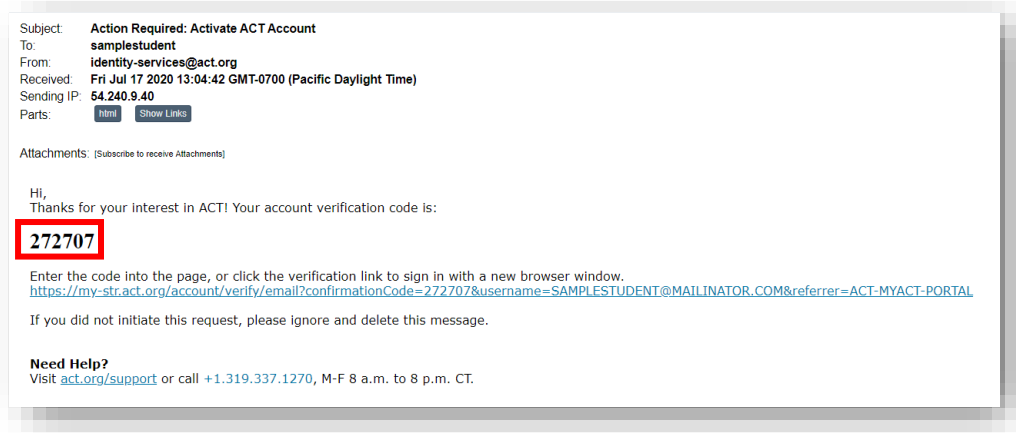 Subject: Action Required: Activate ACT Account
To: samplestudent
From: identity-services@act.org
Received: Fri Jul 17 2020 13:04:42 GMT-0700 (Pacific Daylight Time)
Sending IP: 54.240.9.40
Parts: html Show Links
Attachments: [Subscribe to receive Attachments]
Hi,
Thanks for your interest in ACT! Your account verification code is:
272707
Enter the code into the page, or click the verification link to sign in with a new browser window.
https://my-str.act.org/account/verify/email?confirmationCode=272707&username=SAMPLESTUDENT@MAILINATOR.COM&referrer=ACT-MYACT-PORTAL
If you did not initiate this request, please ignore and delete this message.
Need Help?
Visit act.org/support or call +1.319.337.1270, M-F 8 a.m. to 8 p.m. CT.